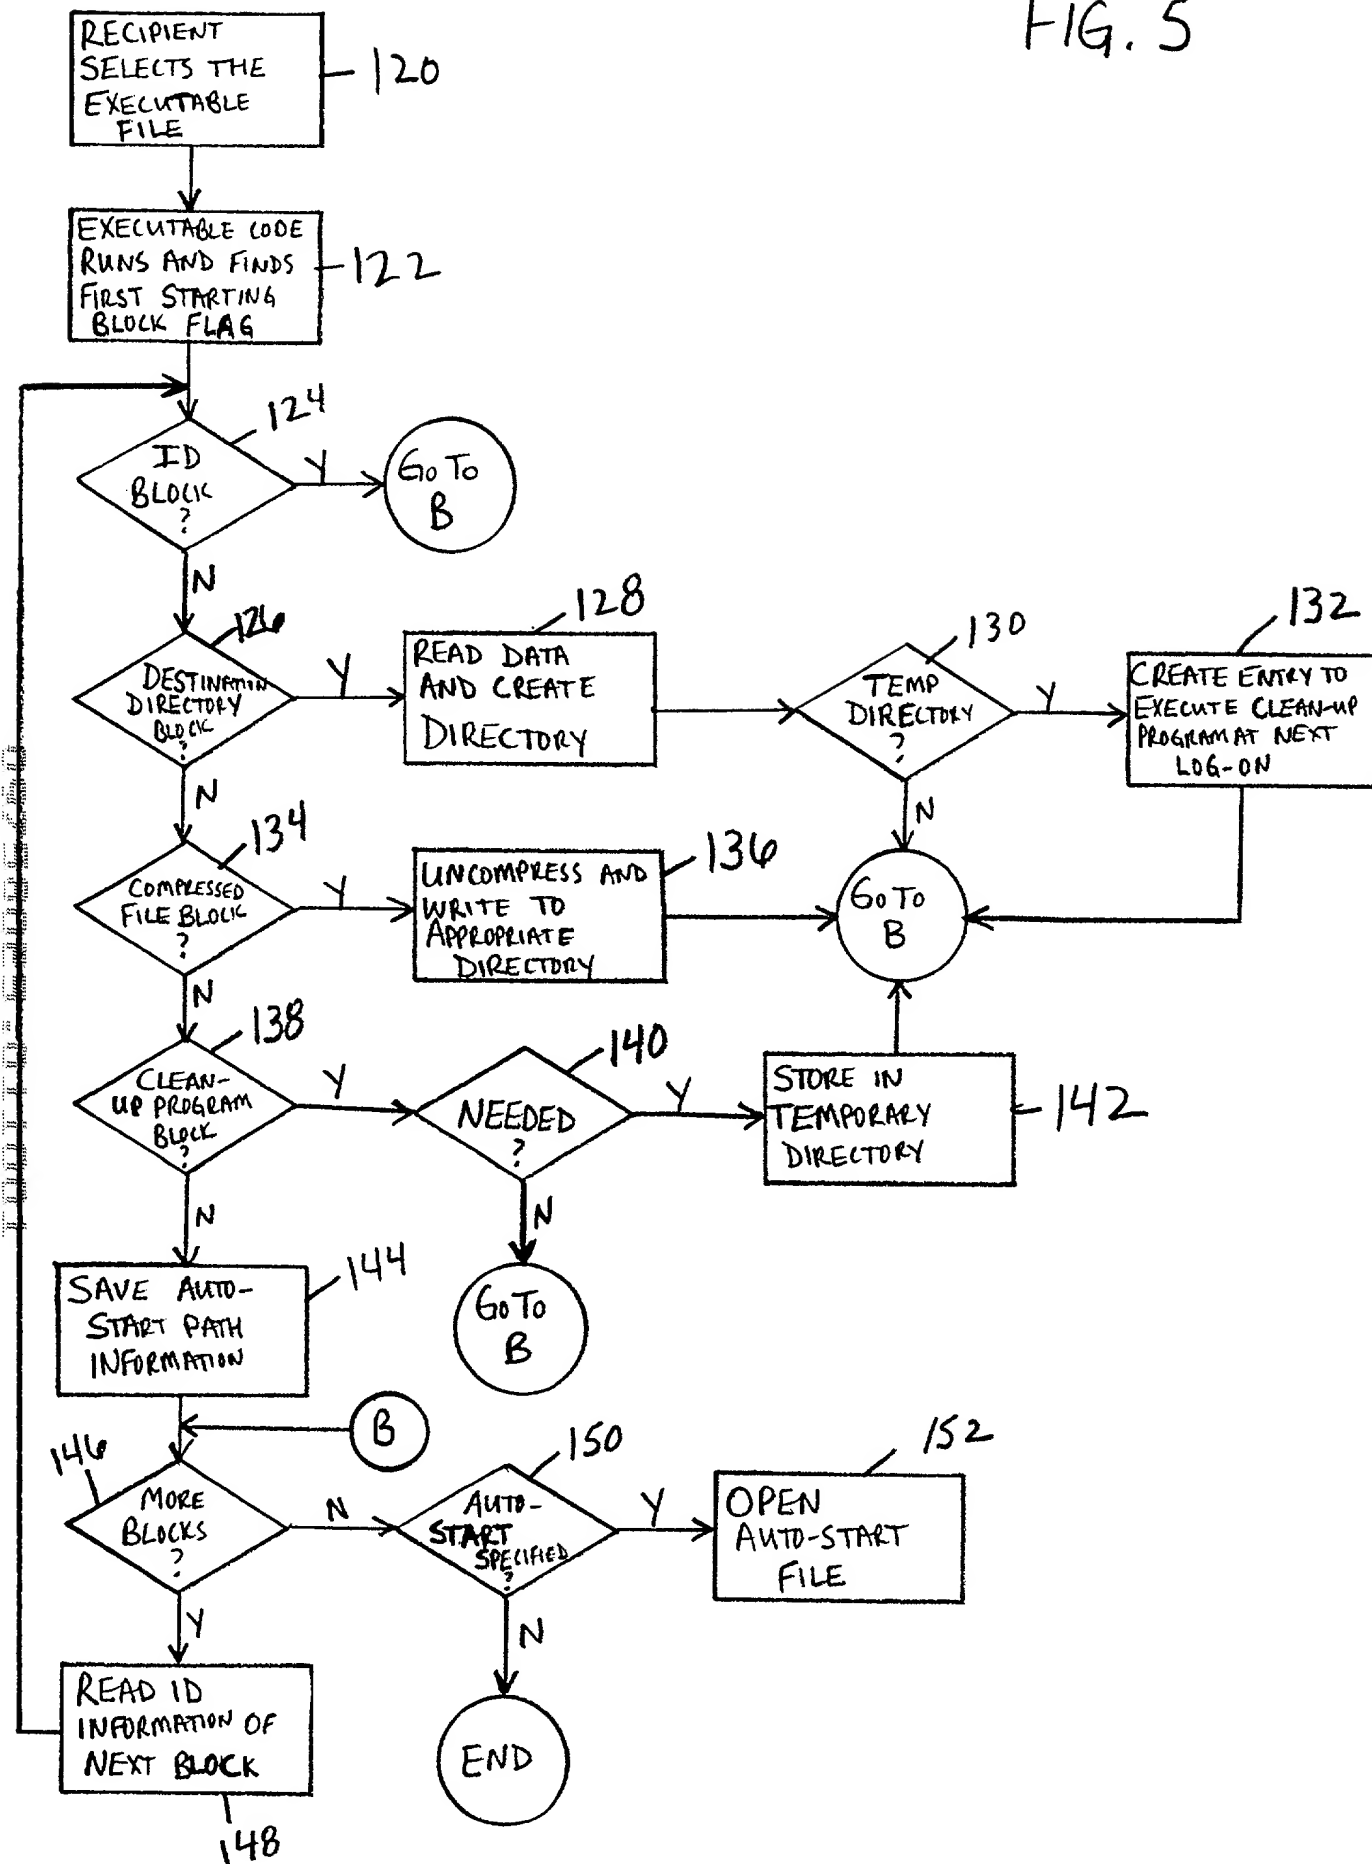 FIG. 5
RECIPIENT
SELECTS THE
EXECUTABLE
FILE
120
EXECUTABLE CODE
RUNS AND FINDS
FIRST STARTING
BLOCK FLAG
122
124
ID
BLOCK
?
Y
GO TO
B
N
126
DESTINATION
DIRECTORY
BLOCK
?
Y
128
READ DATA
AND CREATE
DIRECTORY
130
TEMP
DIRECTORY
?
Y
132
CREATE ENTRY TO
EXECUTE CLEAN-UP
PROGRAM AT NEXT
LOG-ON
N
N
134
COMPRESSED
FILE BLOCK
?
Y
136
UNCOMPRESS AND
WRITE TO
APPROPRIATE
DIRECTORY
GO TO
B
N
138
CLEAN-
UP PROGRAM
BLOCK
?
Y
140
NEEDED
?
Y
STORE IN
TEMPORARY
DIRECTORY
142
N
N
GO TO
B
144
SAVE AUTO-
START PATH
INFORMATION
B
146
MORE
BLOCKS
?
N
150
AUTO-
START
SPECIFIED
?
Y
152
OPEN
AUTO-START
FILE
Y
N
READ ID
INFORMATION OF
NEXT BLOCK
148
END